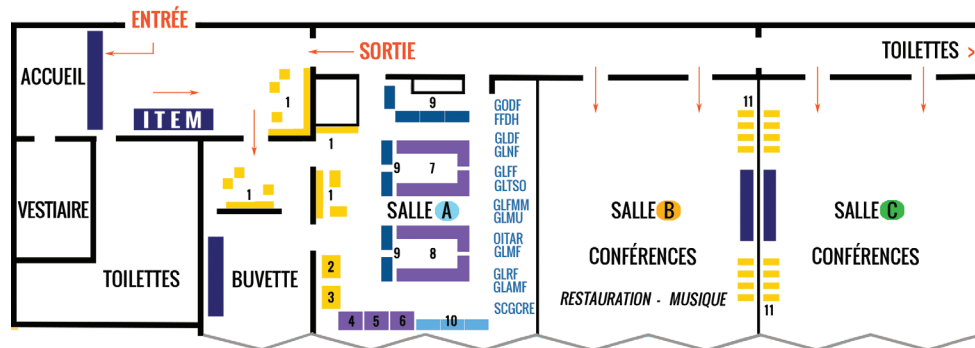 ENTRÉE
SORTIE
TOILETTES >
ACCUEIL
ITEM
1
1
9
GODF
FFDH
11
GLDF
GLNF
9
7
GLFF
GLTSO
1
1
VESTIAIRE
SALLE A
GLFMM
GLMU
SALLE B
SALLE C
OITAR
GLMF
9
8
CONFÉRENCES
CONFÉRENCES
TOILETTES
BUVETTE
2
GLRF
GLAMF
3
RESTAURATION - MUSIQUE
SCGCRE
11
4
5
6
10